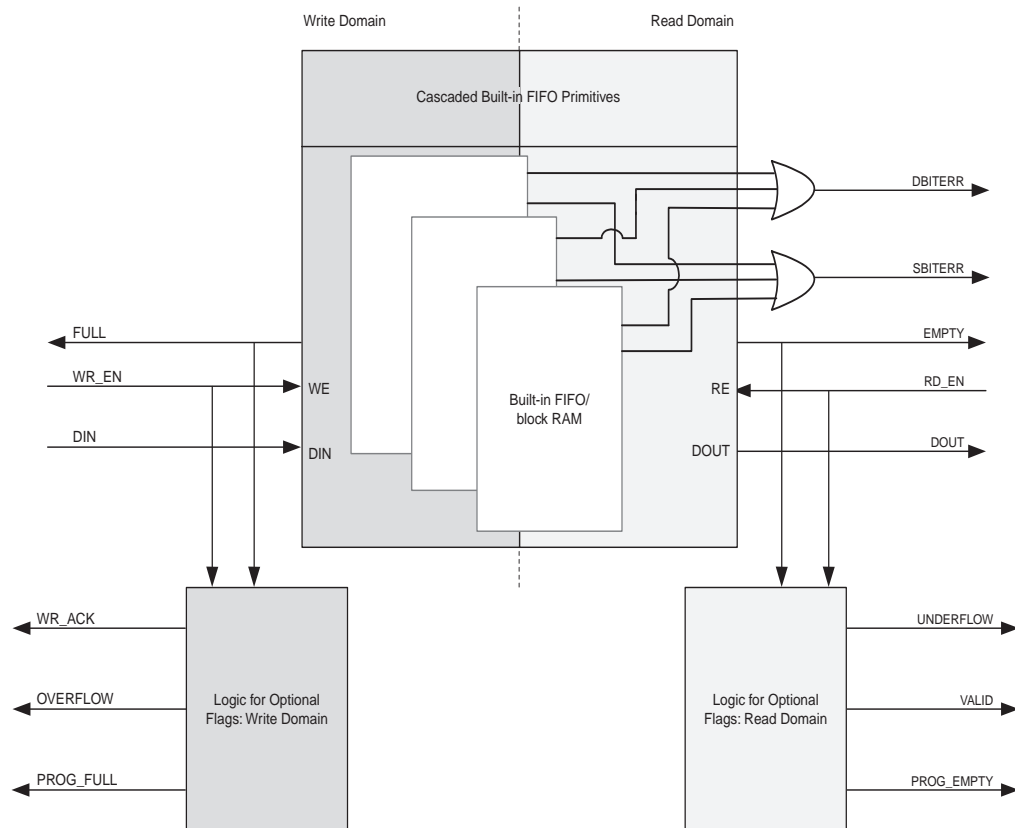 Write Domain
Read Domain
Cascaded Built-in FIFO Primitives
DBITERR
SBITERR
FULL
EMPTY
WR_EN
WE
RE
RD_EN
Built-in FIFO/
block RAM
DIN
DIN
DOUT
DOUT
WR_ACK
UNDERFLOW
OVERFLOW
Logic for Optional
Flags: Write Domain
Logic for Optional
Flags: Read Domain
VALID
PROG_FULL
PROG_EMPTY